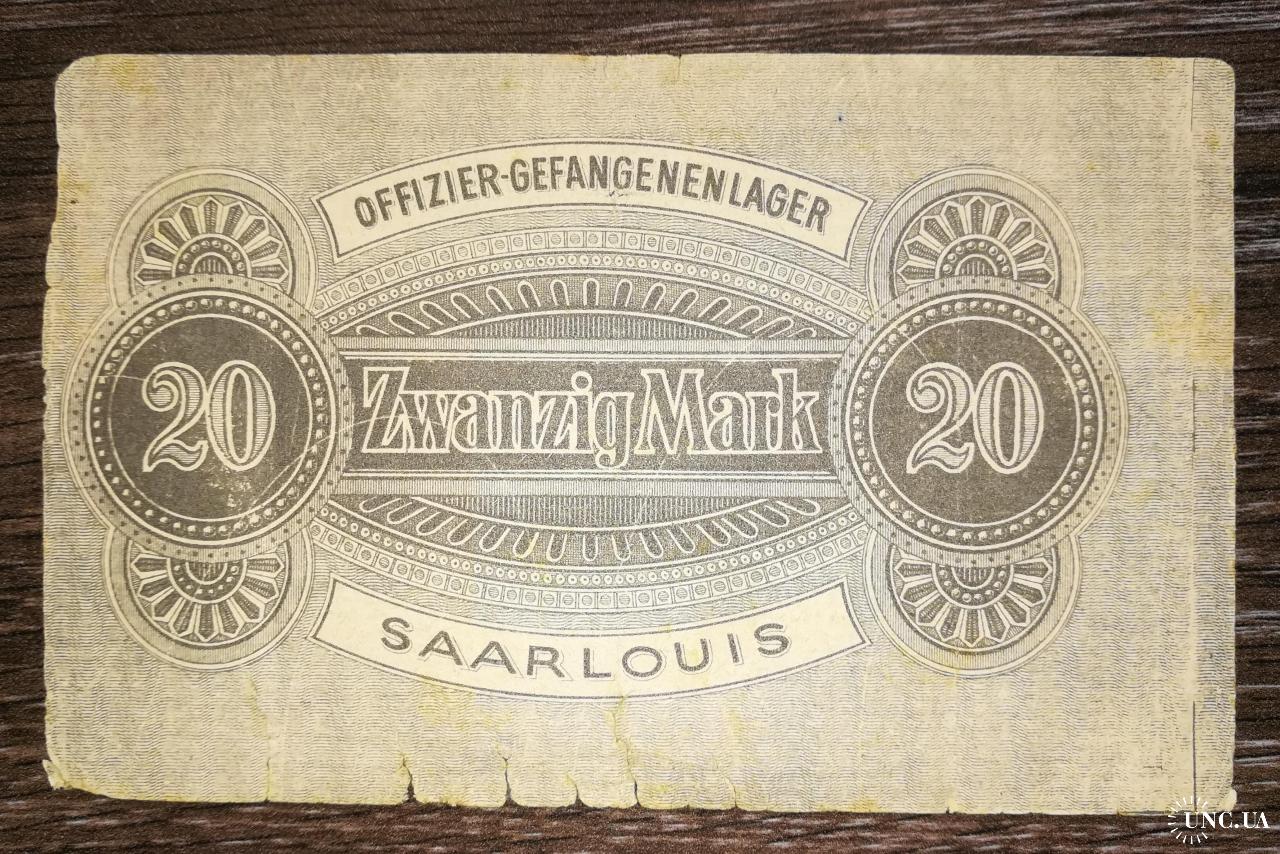 OFFIZIER-GEFANGENENLAGER
20 Zwanzig Mark 20
SAARLOUIS
UNC.UA